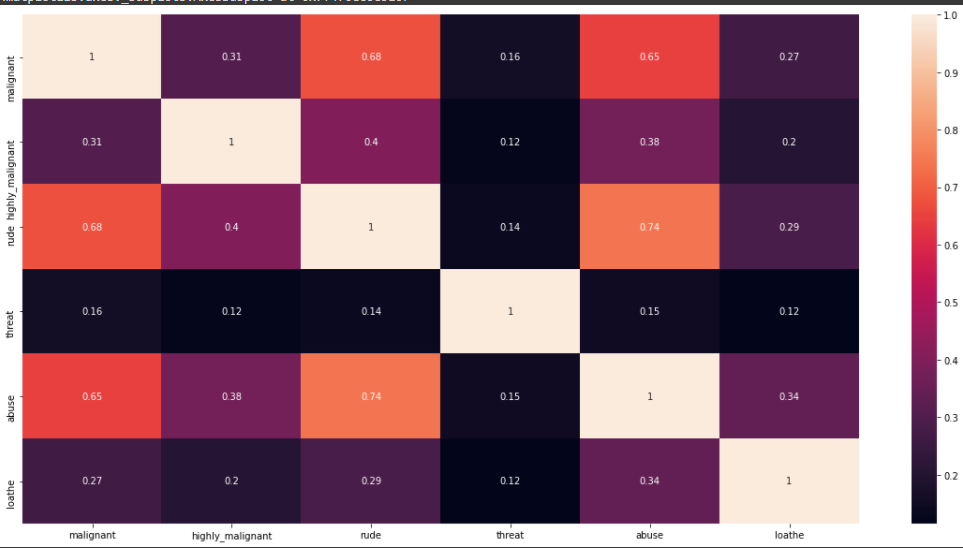 1.0
malignant 1 0.31 0.68 0.16 0.65 0.27
0.9
highly_malignant 0.31 1 0.4 0.12 0.38 0.2
0.8
0.7
rude 0.68 0.4 1 0.14 0.74 0.29
0.6
threat 0.16 0.12 0.14 1 0.15 0.12
0.5
0.4
abuse 0.65 0.38 0.74 0.15 1 0.34
0.3
loathe 0.27 0.2 0.29 0.12 0.34 1
0.2
malignant highly_malignant rude threat abuse loathe